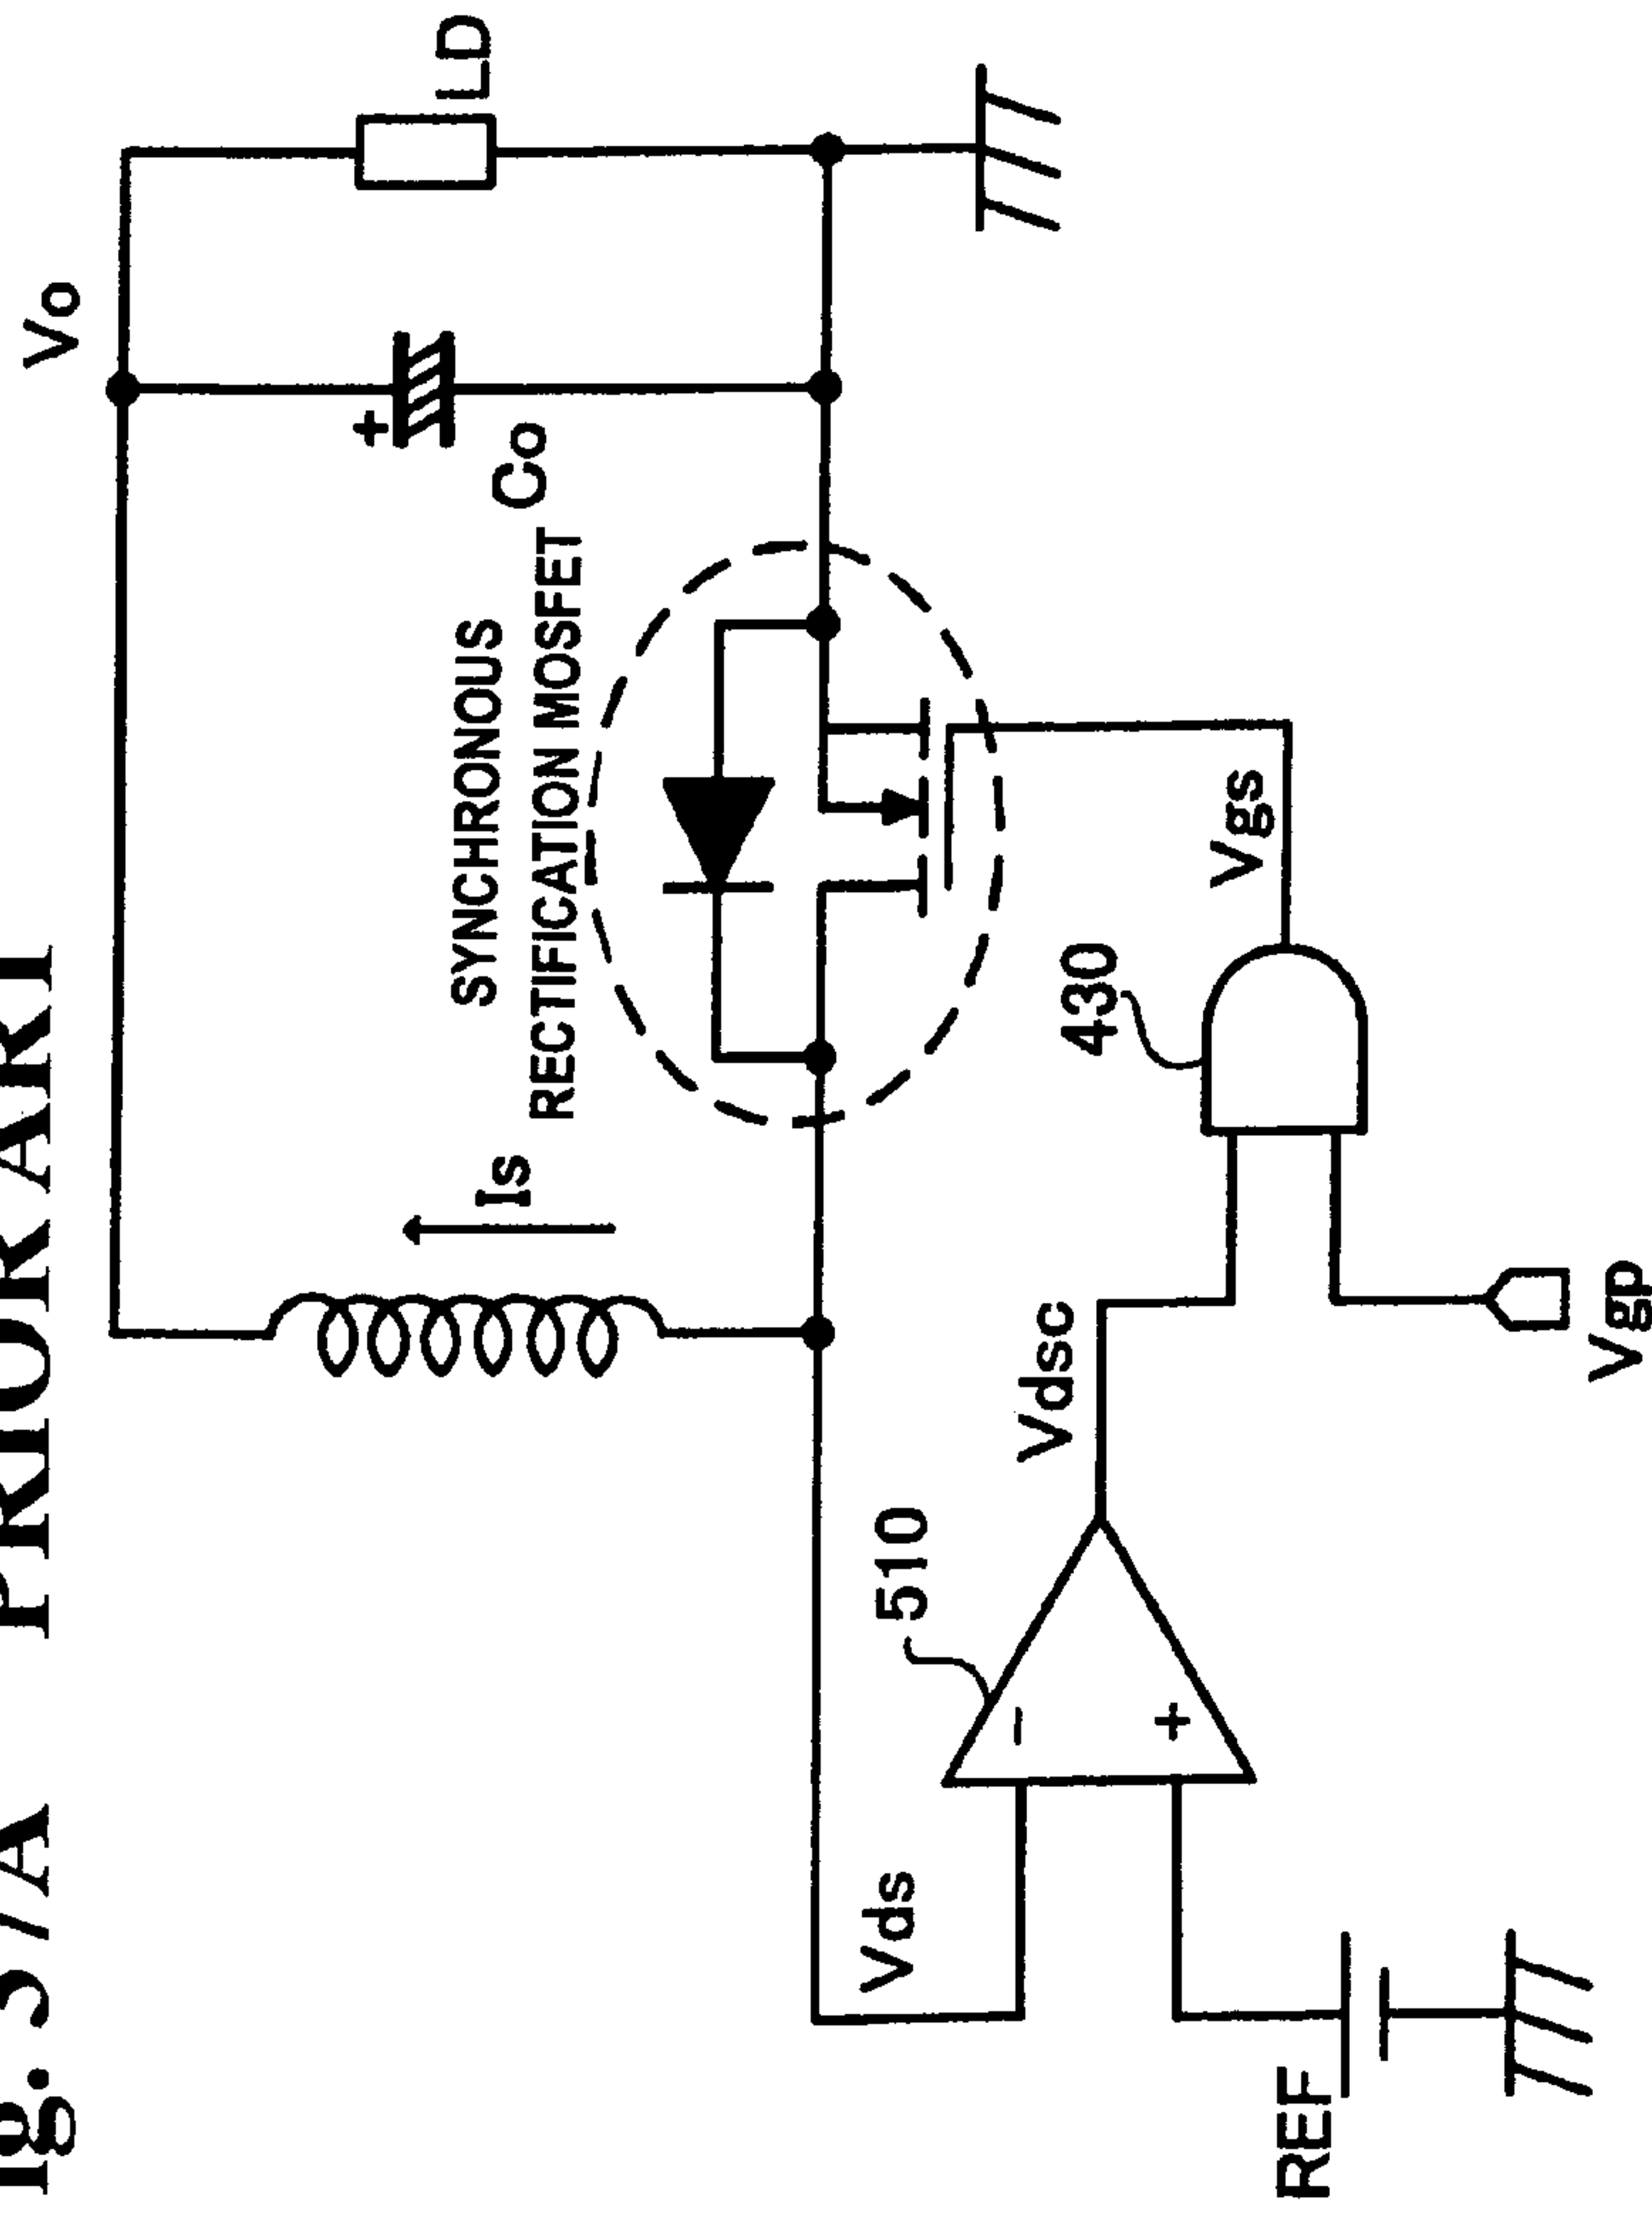 PRIOR ART
Vo
LD
+
Co
SYNCHRONOUS
RECTIFICATION MOSFET
Is
Vgs
430
Vdsc
Vgp
510
−
+
Vds
REF